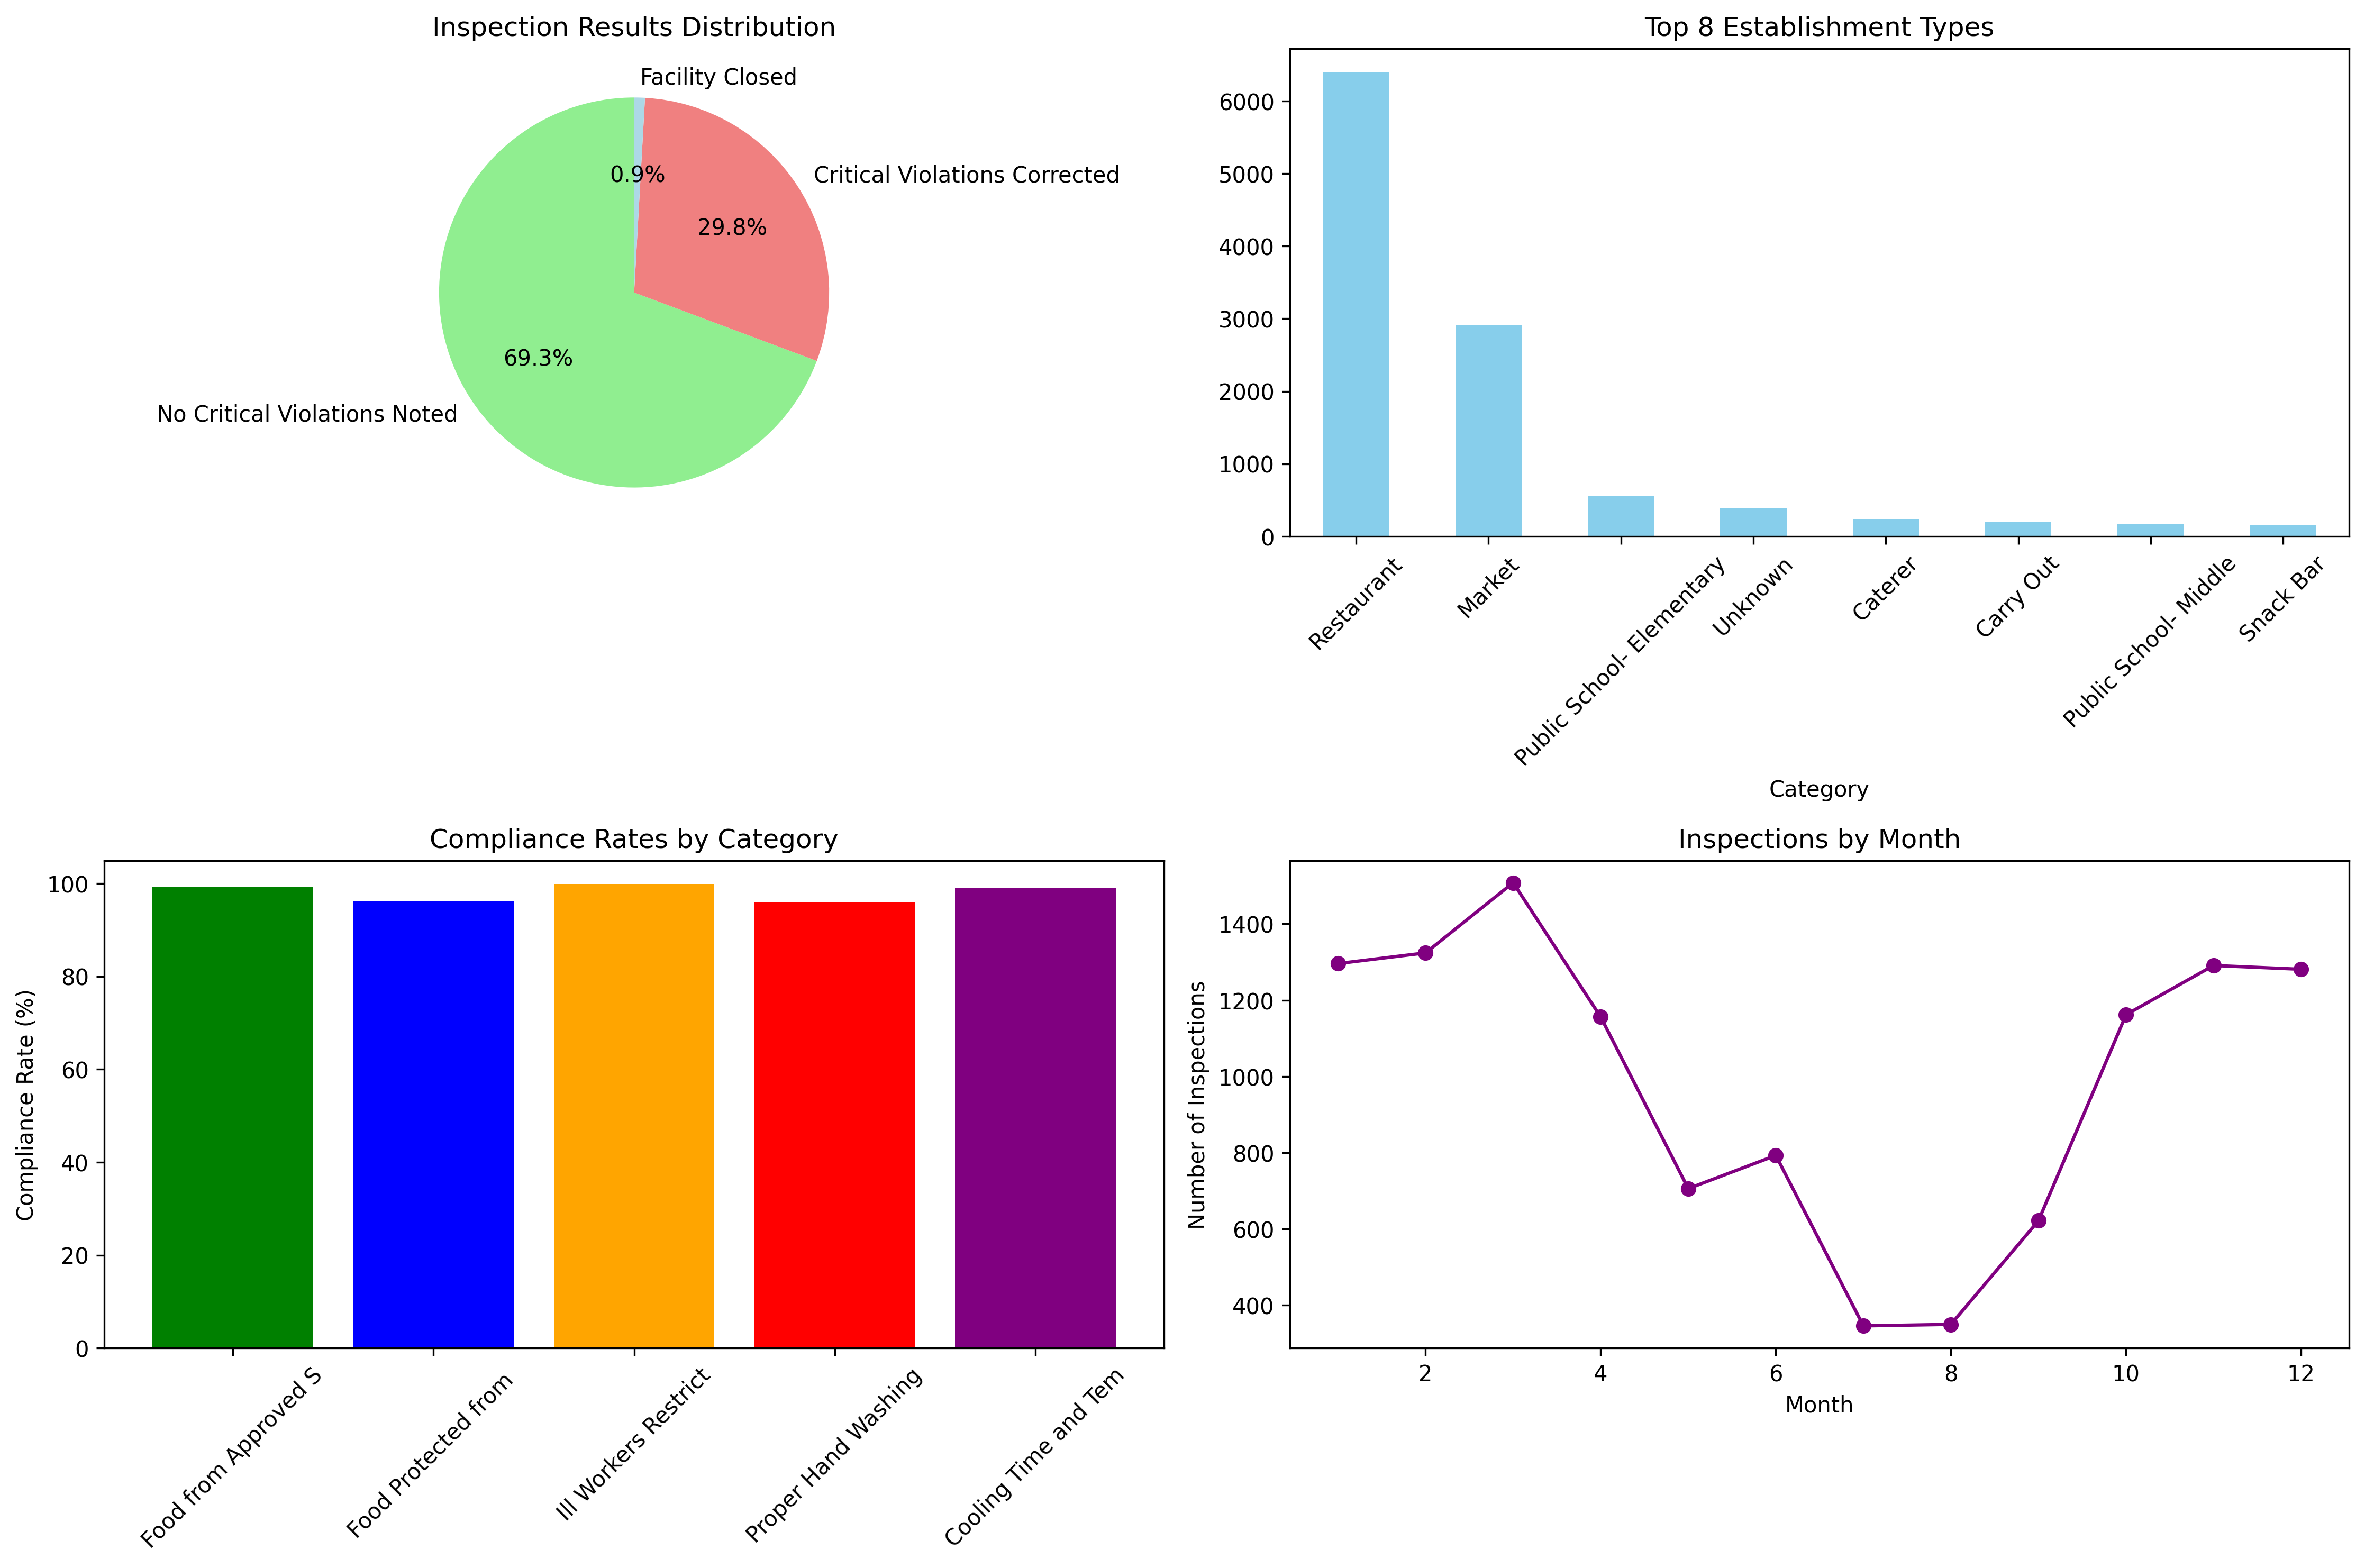 Inspection Results Distribution
Facility Closed
0.9%
Critical Violations Corrected
29.8%
69.3%
No Critical Violations Noted
Top 8 Establishment Types
6000
5000
4000
3000
2000
1000
0
Restaurant
Market
Public School- Elementary
Unknown
Caterer
Carry Out
Public School- Middle
Snack Bar
Category
Compliance Rates by Category
Compliance Rate (%)
100
80
60
40
20
0
Food from Approved S
Food Protected from
Ill Workers Restrict
Proper Hand Washing
Cooling Time and Tem
Inspections by Month
Number of Inspections
1400
1200
1000
800
600
400
2
4
6
8
10
12
Month